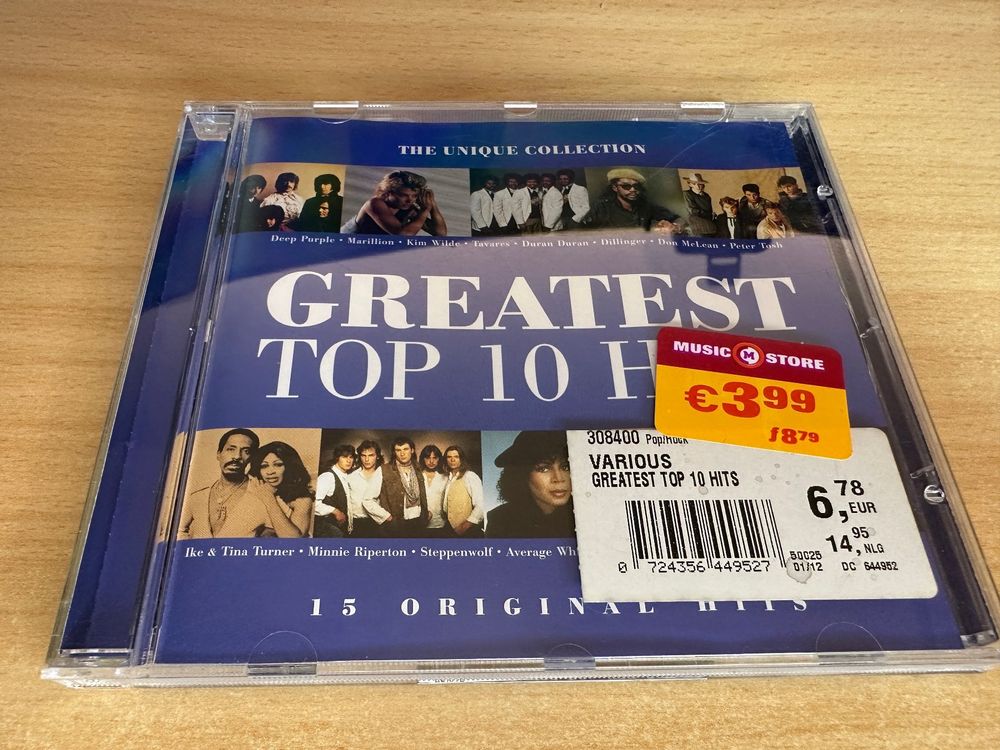 THE UNIQUE COLLECTION
Deep Purple • Marillion • Kim Wilde • Tavares • Duran Duran • Dillinger • Don McLean • Peter Tosh
GREATEST
TOP 10 H
MUSIC M STORE
€3.99
ƒ8.79
308400 Pop/Rock
VARIOUS
GREATEST TOP 10 HITS
6,78 EUR
14,95 NLG
0 724356 449527
50025
01/12 DC 644952
Ike & Tina Turner • Minnie Riperton • Steppenwolf • Average Wh
15 ORIGINAL HITS